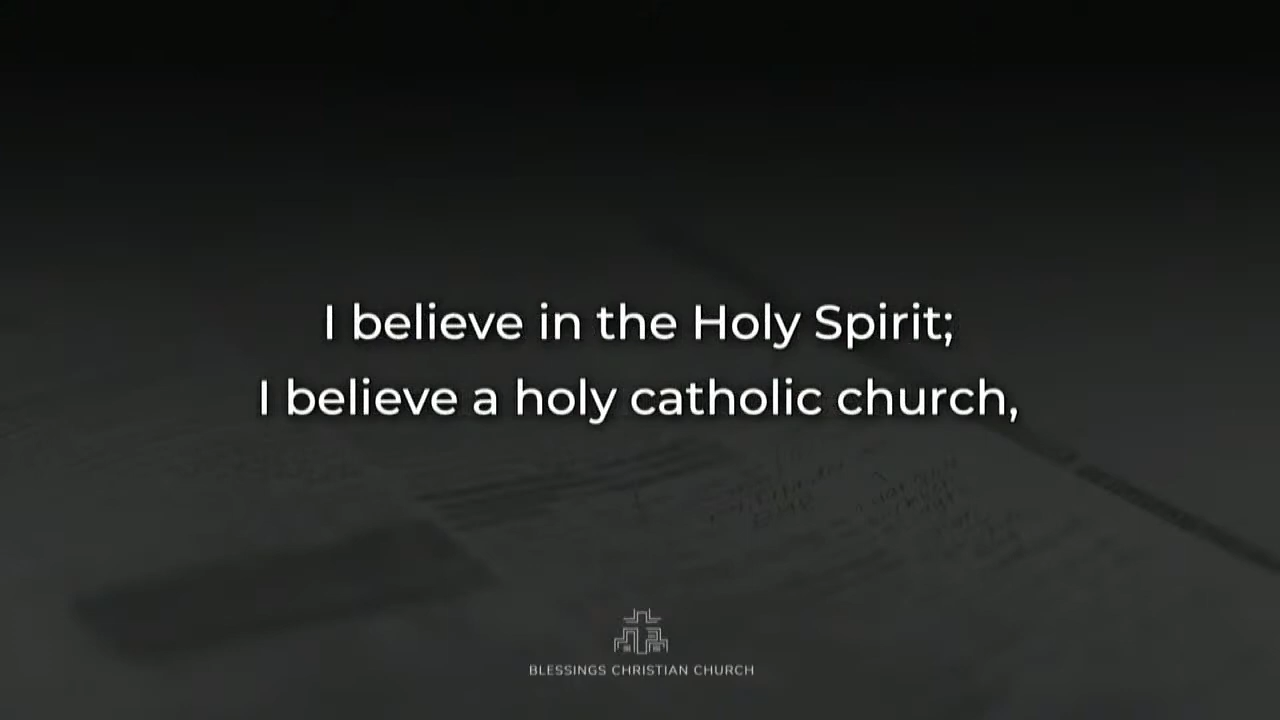 I believe in the Holy Spirit;
I believe a holy catholic church,
BLESSINGS CHRISTIAN CHURCH